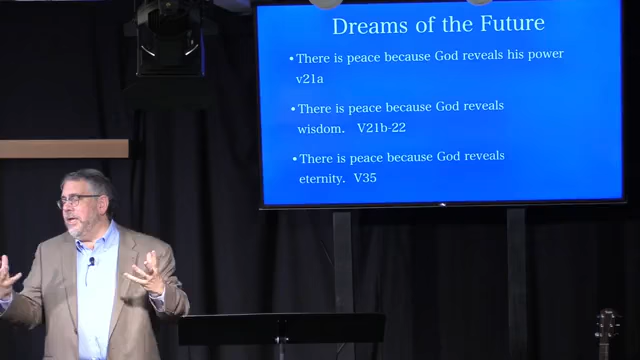 Dreams of the Future
• There is peace because God reveals his power
v21a
• There is peace because God reveals
wisdom. V21b-22
• There is peace because God reveals
eternity. V35